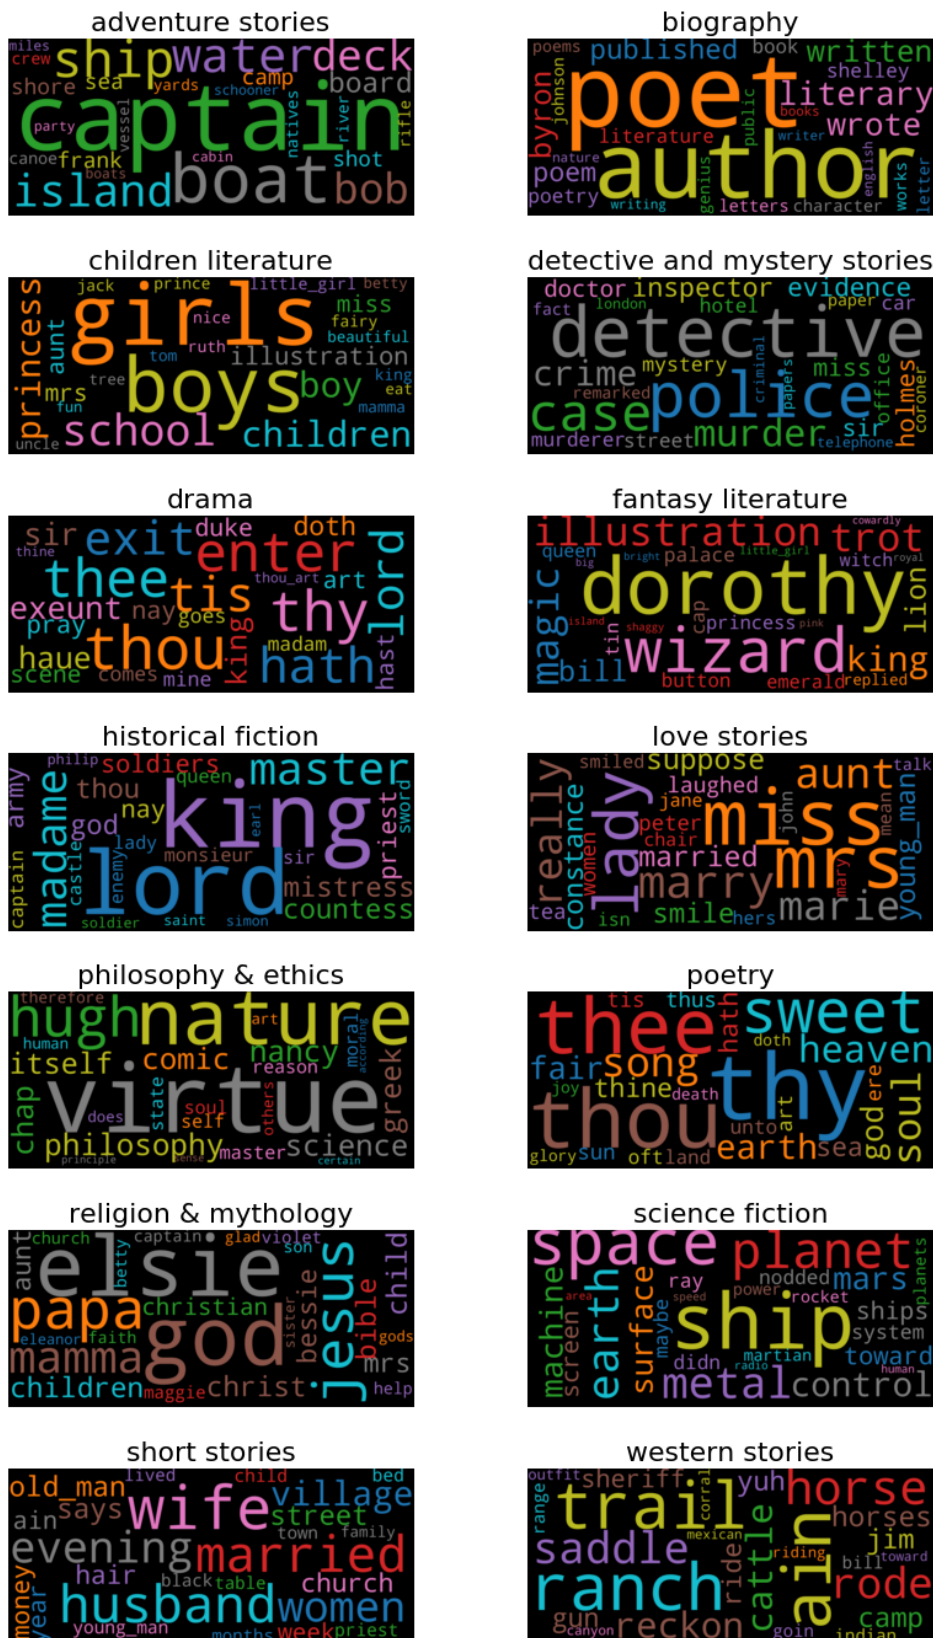 adventure stories
miles ship water deck
crew
shore sea yards camp board
schooner
captain
party vessel natives river rifle
canoe frank cabin shot
boats
island boat bob
biography
poems published book written
shelley
byron johnson poet public literary
books
literature writer wrote
nature author english
poem genius works letter
poetry writing letters character
children literature
jack prince little_girl betty
princess aunt girls nice miss
fairy
beautiful
tom ruth illustration
mrs tree boys boy king
eat
fun mamma
school children
uncle
detective and mystery stories
doctor inspector evidence
fact london hotel paper car
detective
crime mystery criminal miss office
remarked papers holmes coroner
case police sir
murderer street murder telephone
drama
sir exit duke doth
thine enter lord
thee tis thou_art art
exeunt nay goes thy
pray king madam
haue thou hath hast
scene comes mine
fantasy literature
illustration trot cowardly
queen bright palace little_girl witch royal
big
magic dorothy lion
island tin shaggy cap princess pink
bill wizard king
button emerald replied
historical fiction
philip soldiers master
army madame thou queen
king earl priest sword
god nay
lady monsieur sir
captain castle enemy lord mistress
countess
soldier saint simon
love stories
smiled suppose aunt talk
really laughed
constance lady jane miss john mean young_man
women peter
chair
married mrs
marry mary marie
tea isn smile hers
philosophy & ethics
therefore
hugh nature
human art moral according
itself comic nancy
reason
chap virtue greek
does state soul others
self
philosophy master science
principle sense certain
poetry
tis thus hath sweet
thee doth heaven
fair song
joy thine death thy art ere
thou unto god soul
earth sea
glory sun oft land
religion & mythology
church captain glad violet
aunt betty elsie son child
papa christian jesus bible
eleanor faith god sister bessie gods
mamma mrs
children maggie christ help
science fiction
space planet planets
machine area earth surface ray nodded mars
speed power rocket
screen maybe ship ships
system
didn martian toward
radio human
metal control
short stories
old_man lived child bed
says wife village
ain street
evening town family
married
hair black table church
money year husband women
young_man months week priest
western stories
outfit sheriff yuh horse
range trail corral horses
saddle mexican cattle ain jim
ride riding bill toward
ranch rode
gun reckon camp
canyon goin indian